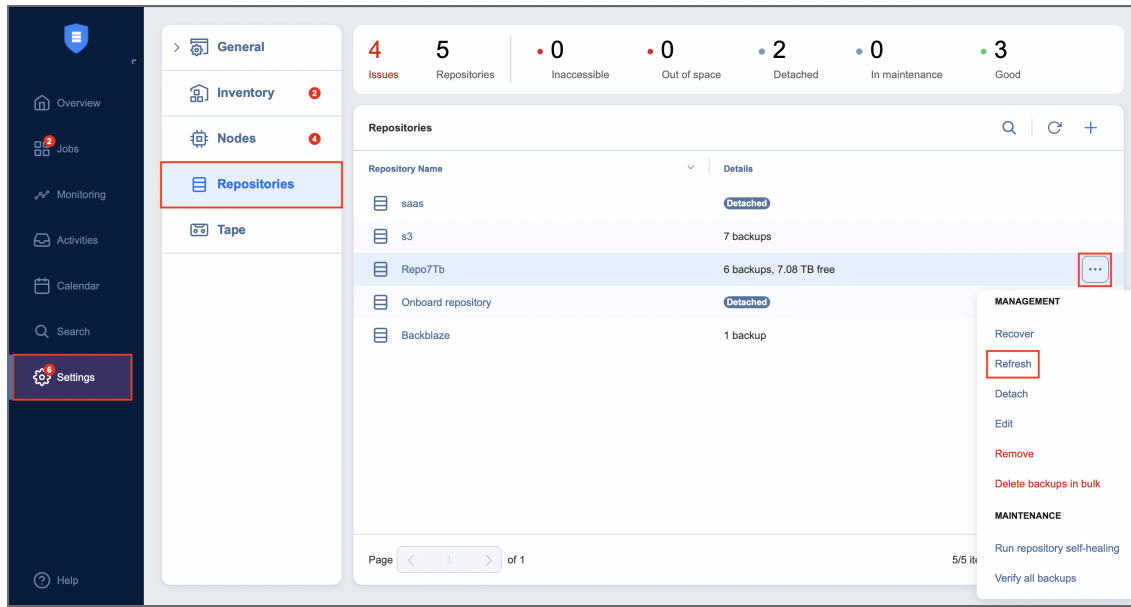 Overview
2
Jobs
Monitoring
Activities
Calendar
Search
6
Settings
Help
General
Inventory 2
Nodes 4
Repositories
Tape
4 5 0 0 2 0 3
Issues Repositories Inaccessible Out of space Detached In maintenance Good
Repositories
Repository Name Details
saas Detached
s3 7 backups
Repo7Tb 6 backups, 7.08 TB free
Onboard repository Detached
Backblaze 1 backup
MANAGEMENT
Recover
Refresh
Detach
Edit
Remove
Delete backups in bulk
MAINTENANCE
Run repository self-healing
Verify all backups
Page 1 of 1
5/5 ite